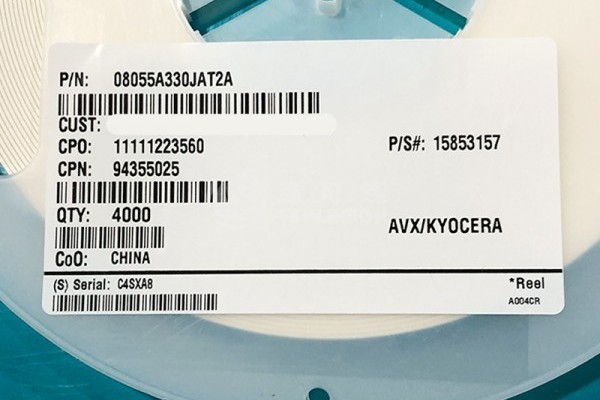 P/N: 08055A330JAT2A
CUST:
CPO: 11111223560
P/S#: 15853157
CPN: 94355025
QTY: 4000
AVX/KYOCERA
CoO: CHINA
(S) Serial: C4SXA8
*Reel
A004CR